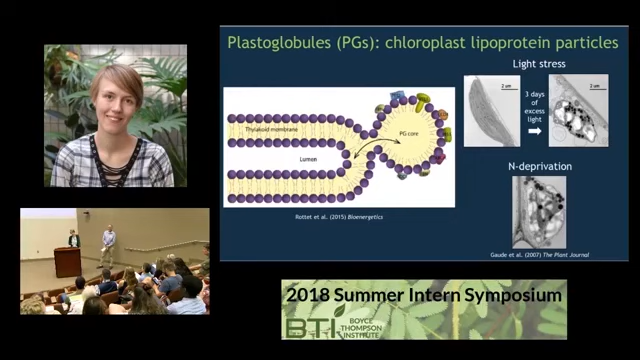 Plastoglobules (PGs): chloroplast lipoprotein particles
Light stress
2 um
3 days
of
excess
light
2 um
Thylakoid membrane
Lumen
PG core
N-deprivation
Rottet et al. (2015) Bioenergetics
Gaude et al. (2007) The Plant Journal
2018 Summer Intern Symposium
BTI
BOYCE
THOMPSON
INSTITUTE